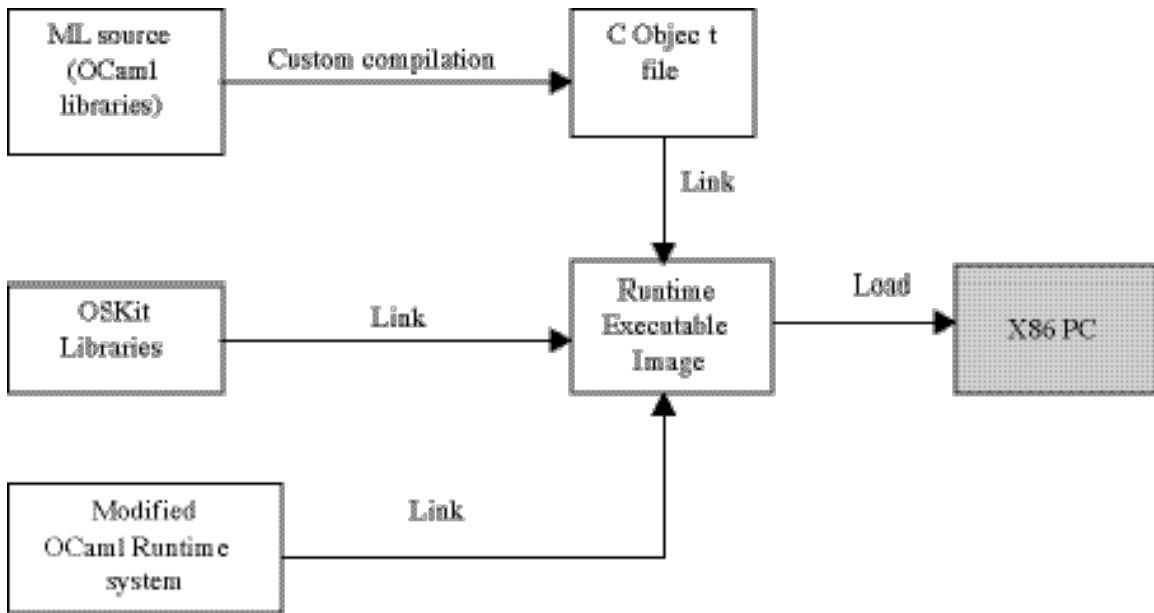 ML source
(OCaml
libraries)
Custom compilation
C Object
file
Link
OSKit
Libraries
Link
Runtime
Executable
Image
Load
X86 PC
Modified
OCaml Runtime
system
Link